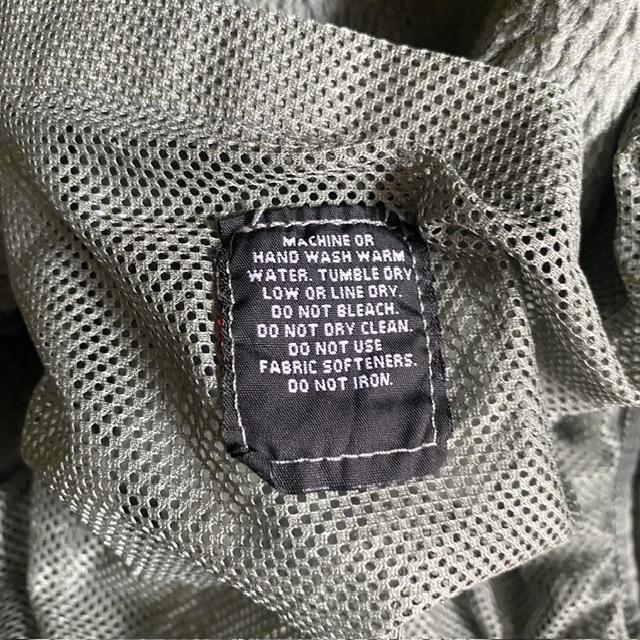 MACHINE OR
HAND WASH WARM
WATER. TUMBLE DRY
LOW OR LINE DRY.
DO NOT BLEACH.
DO NOT DRY CLEAN.
DO NOT USE
FABRIC SOFTENERS.
DO NOT IRON.